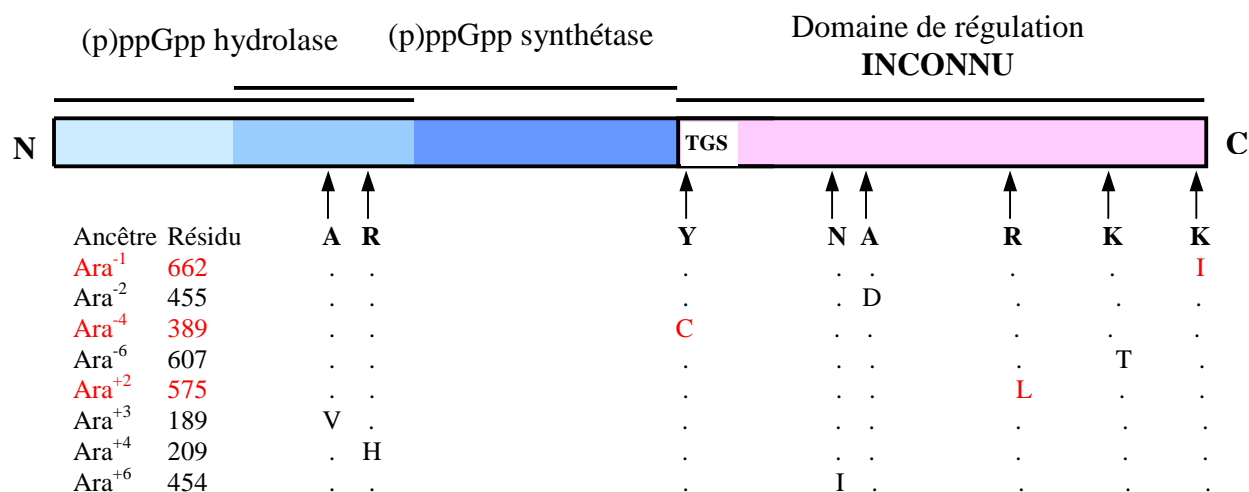 (p)ppGpp hydrolase (p)ppGpp synthétase Domaine de régulation
INCONNU
N TGS C
Ancêtre Résidu A R Y N A R K K
Ara-1 662 . . . . . . . I
Ara-2 455 . . . . D . . .
Ara-4 389 . . C . . . . .
Ara-6 607 . . . . . . T .
Ara+2 575 . . . . . L . .
Ara+3 189 V . . . . . . .
Ara+4 209 . H . . . . . .
Ara+6 454 . . . I . . . .